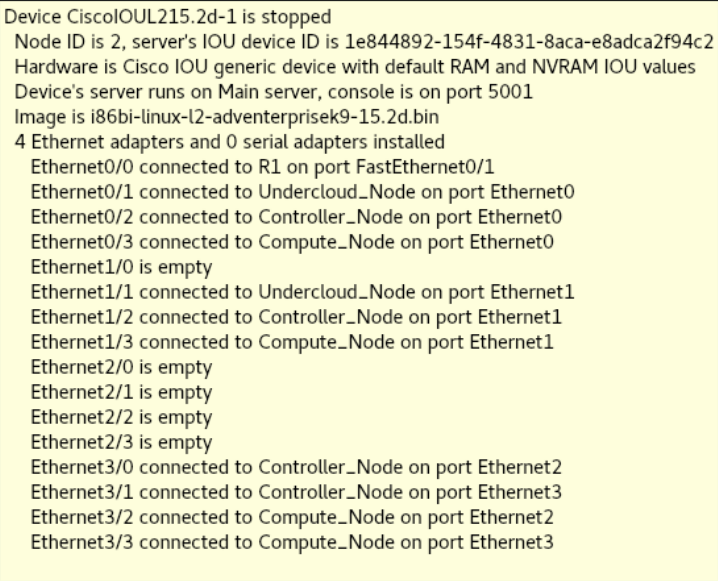 Device CiscoIOUL215.2d-1 is stopped
Node ID is 2, server's IOU device ID is 1e844892-154f-4831-8aca-e8adca2f94c2
Hardware is Cisco IOU generic device with default RAM and NVRAM IOU values
Device's server runs on Main server, console is on port 5001
Image is i86bi-linux-l2-adventerprisek9-15.2d.bin
4 Ethernet adapters and 0 serial adapters installed
Ethernet0/0 connected to R1 on port FastEthernet0/1
Ethernet0/1 connected to Undercloud_Node on port Ethernet0
Ethernet0/2 connected to Controller_Node on port Ethernet0
Ethernet0/3 connected to Compute_Node on port Ethernet0
Ethernet1/0 is empty
Ethernet1/1 connected to Undercloud_Node on port Ethernet1
Ethernet1/2 connected to Controller_Node on port Ethernet1
Ethernet1/3 connected to Compute_Node on port Ethernet1
Ethernet2/0 is empty
Ethernet2/1 is empty
Ethernet2/2 is empty
Ethernet2/3 is empty
Ethernet3/0 connected to Controller_Node on port Ethernet2
Ethernet3/1 connected to Controller_Node on port Ethernet3
Ethernet3/2 connected to Compute_Node on port Ethernet2
Ethernet3/3 connected to Compute_Node on port Ethernet3